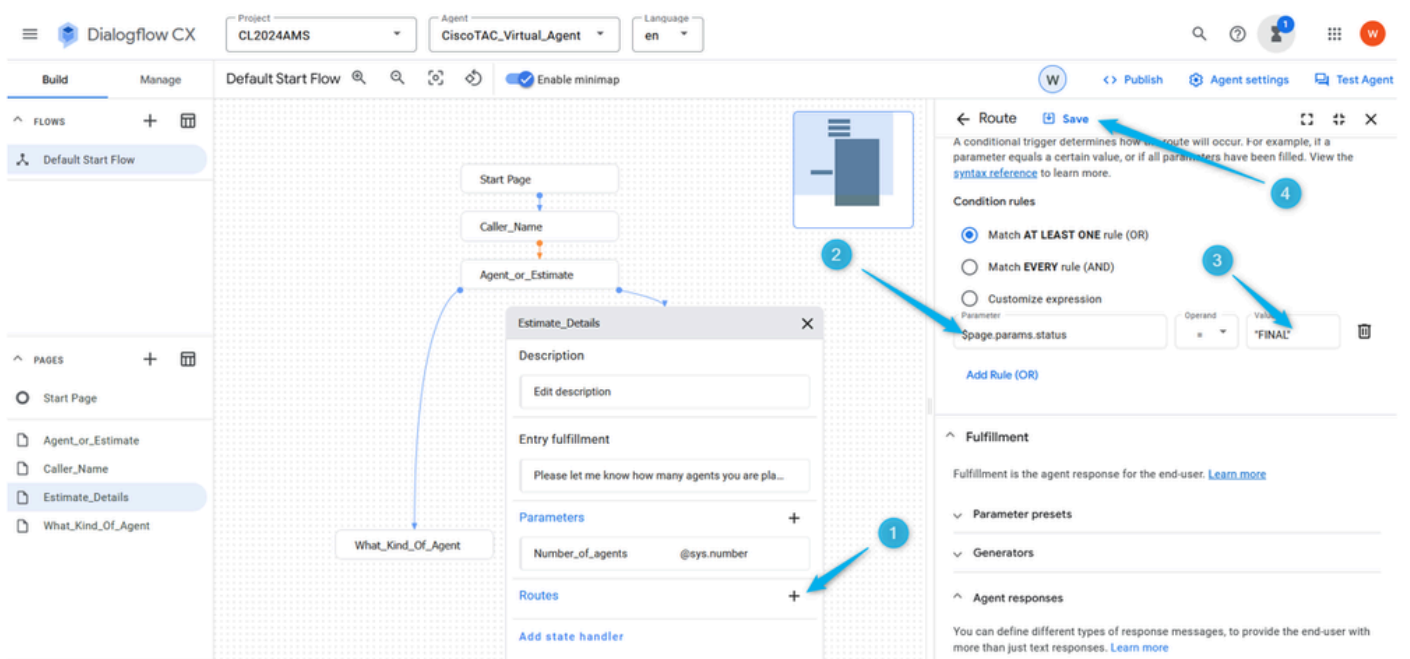 Dialogflow CX
Project
CL2024AMS
Agent
CiscoTAC_Virtual_Agent
Language
en
1
W
Build
Manage
Default Start Flow
Enable minimap
W
<> Publish
Agent settings
Test Agent
FLOWS
Default Start Flow
PAGES
Start Page
Agent_or_Estimate
Caller_Name
Estimate_Details
What_Kind_Of_Agent
Start Page
Caller_Name
Agent_or_Estimate
What_Kind_Of_Agent
Estimate_Details
Description
Edit description
Entry fulfillment
Please let me know how many agents you are pla...
Parameters
Number_of_agents @sys.number
Routes
Add state handler
1
2
3
4
Route
Save
A conditional trigger determines how the route will occur. For example, if a
parameter equals a certain value, or if all parameters have been filled. View the
syntax reference to learn more.
Condition rules
Match AT LEAST ONE rule (OR)
Match EVERY rule (AND)
Customize expression
Parameter
$page.params.status
Operand
=
Value
"FINAL"
Add Rule (OR)
Fulfillment
Fulfillment is the agent response for the end-user. Learn more
Parameter presets
Generators
Agent responses
You can define different types of response messages, to provide the end-user with
more than just text responses. Learn more